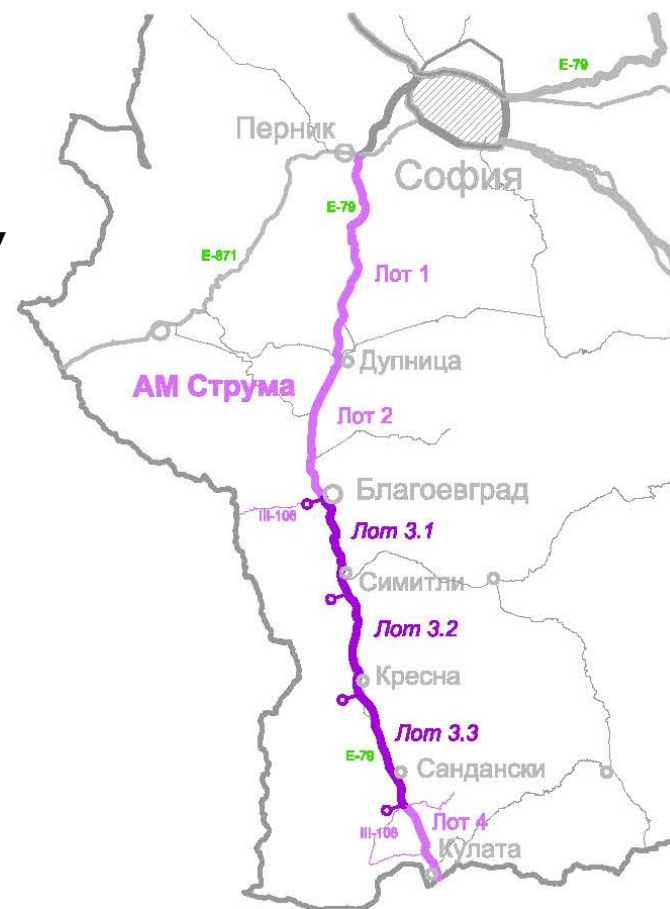 E-79
Перник
София
E-79
E-871
Лот 1
Дупница
АМ Струма
Лот 2
Благоевград
III-106
Лот 3.1
Симитли
Лот 3.2
Кресна
Лот 3.3
E-79
Сандански
Лот 4
III-108
Кулата